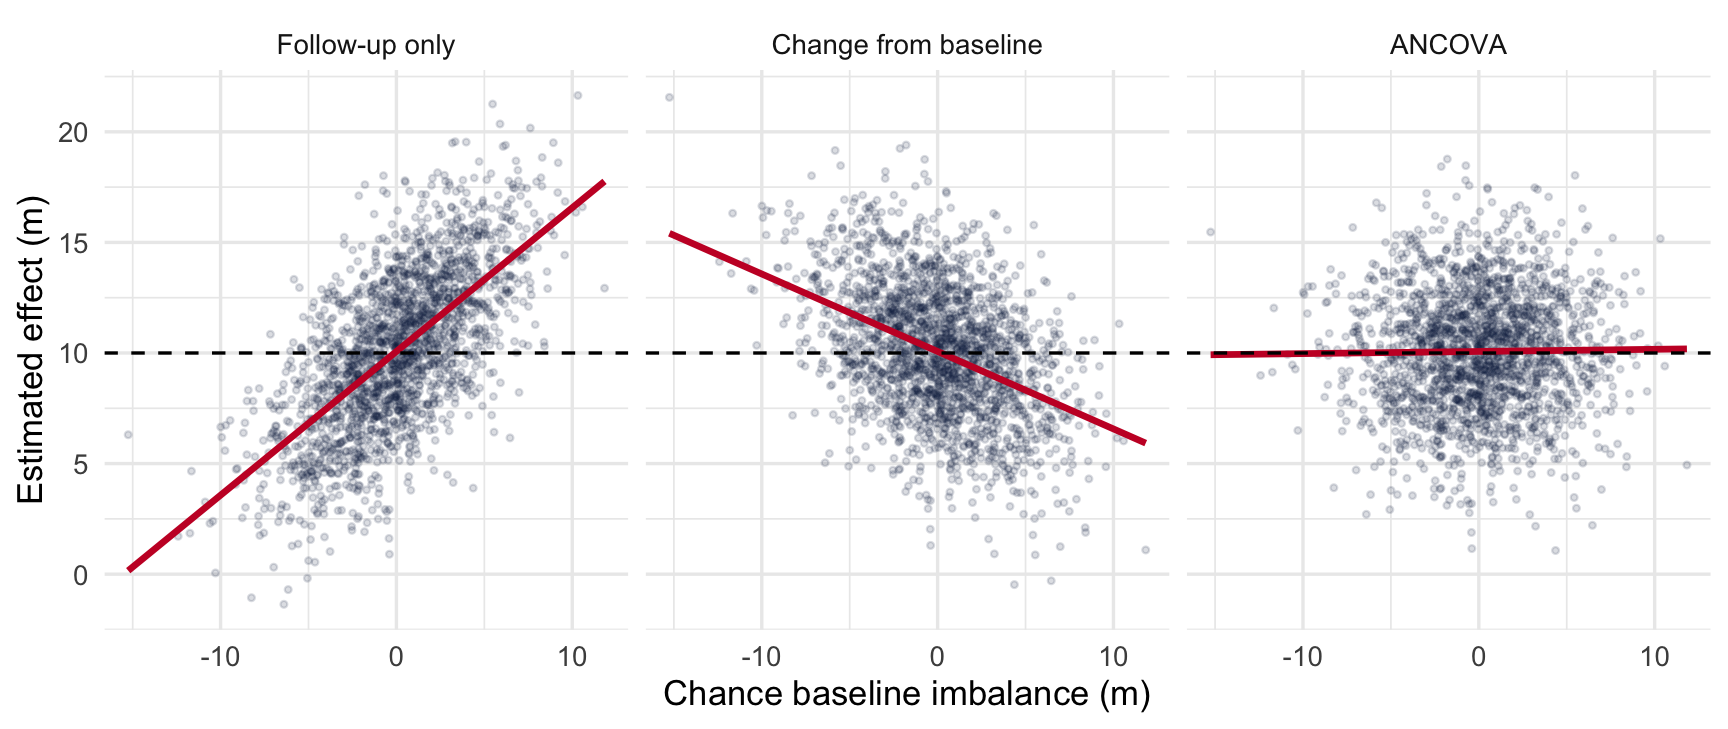 Follow-up only
Change from baseline
ANCOVA
Estimated effect (m)
20
15
10
5
0
-10 0 10
-10 0 10
-10 0 10
Chance baseline imbalance (m)